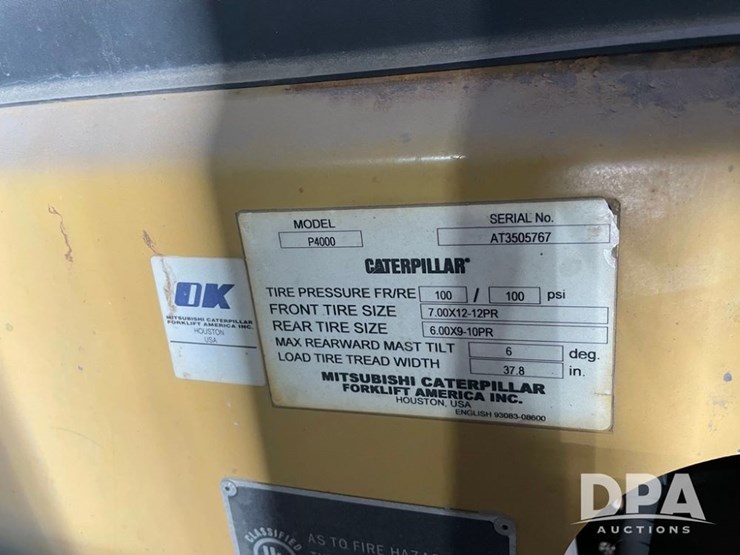 MODEL
P4000
SERIAL No.
AT3505767
CATERPILLAR
TIRE PRESSURE FR/RE 100 / 100 psi
FRONT TIRE SIZE 7.00X12-12PR
REAR TIRE SIZE 6.00X9-10PR
MAX REARWARD MAST TILT 6 deg.
LOAD TIRE TREAD WIDTH 37.8 in.
MITSUBISHI CATERPILLAR
FORKLIFT AMERICA INC.
HOUSTON, USA
ENGLISH 93083-08600
OK
MITSUBISHI CATERPILLAR
FORKLIFT AMERICA INC.
HOUSTON
USA
CLASSIFIED
UL
AS TO FIRE
DPA
AUCTIONS